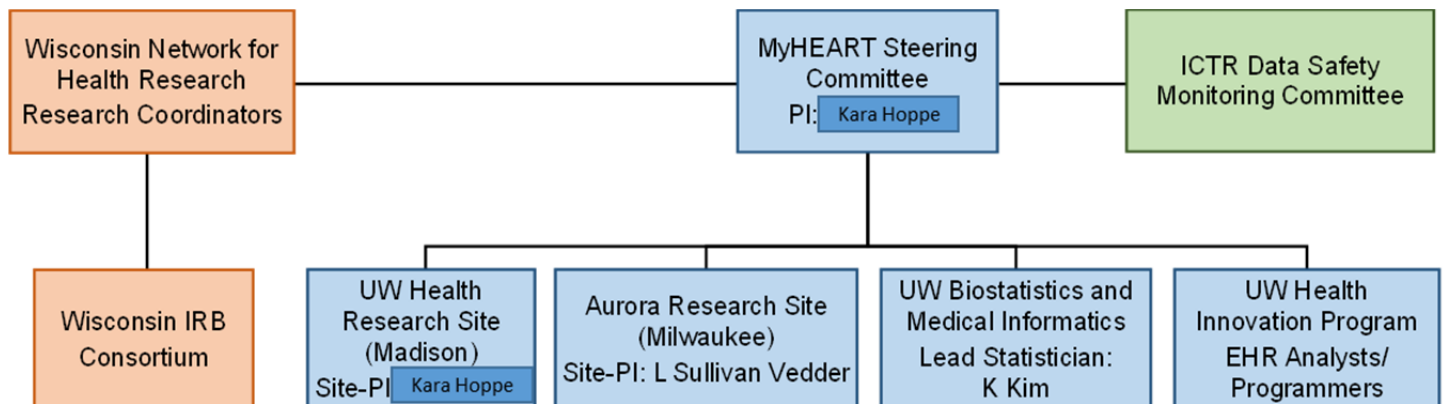 Wisconsin Network for
Health Research
Research Coordinators
MyHEART Steering
Committee
PI: Kara Hoppe
ICTR Data Safety
Monitoring Committee
Wisconsin IRB
Consortium
UW Health
Research Site
(Madison)
Site-PI Kara Hoppe
Aurora Research Site
(Milwaukee)
Site-PI: L Sullivan Vedder
UW Biostatistics and
Medical Informatics
Lead Statistician:
K Kim
UW Health
Innovation Program
EHR Analysts/
Programmers